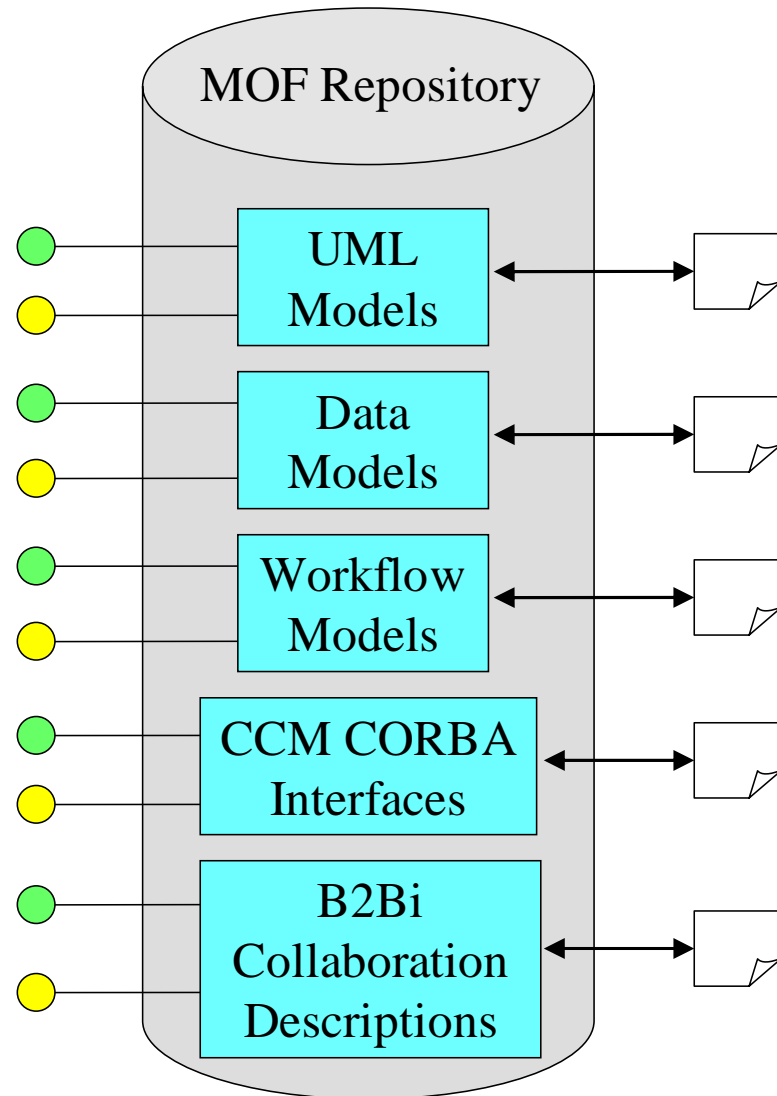 MOF Repository
UML
Models
Data
Models
Workflow
Models
CCM CORBA
Interfaces
B2Bi
Collaboration
Descriptions